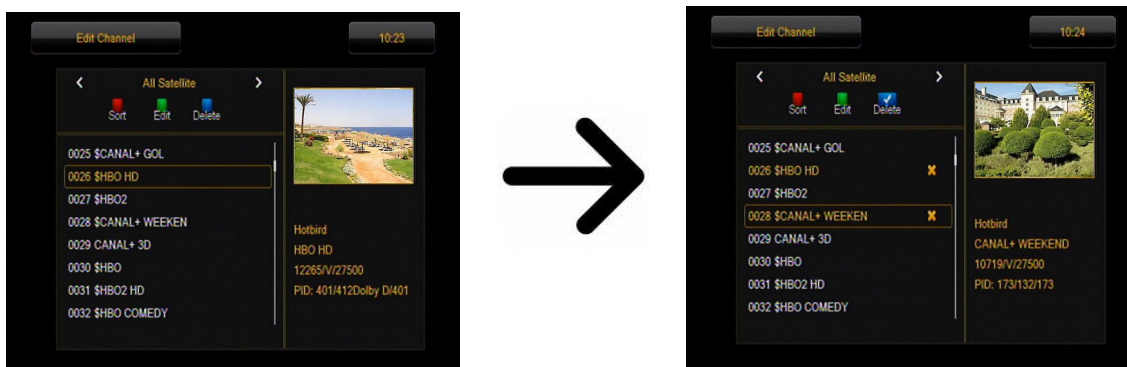 Edit Channel
10:23
All Satellite
Sort Edit Delete
0025 $CANAL+ GOL
0026 $HBO HD
0027 $HBO2
0028 $CANAL+ WEEKEN
0029 CANAL+ 3D
0030 $HBO
0031 $HBO2 HD
0032 $HBO COMEDY
Hotbird
HBO HD
12265/V/27500
PID: 401/412Dolby D/401
Edit Channel
10:24
All Satellite
Sort Edit Delete
0025 $CANAL+ GOL
0026 $HBO HD
0027 $HBO2
0028 $CANAL+ WEEKEN
0029 CANAL+ 3D
0030 $HBO
0031 $HBO2 HD
0032 $HBO COMEDY
Hotbird
CANAL+ WEEKEND
10719/V/27500
PID: 173/132/173